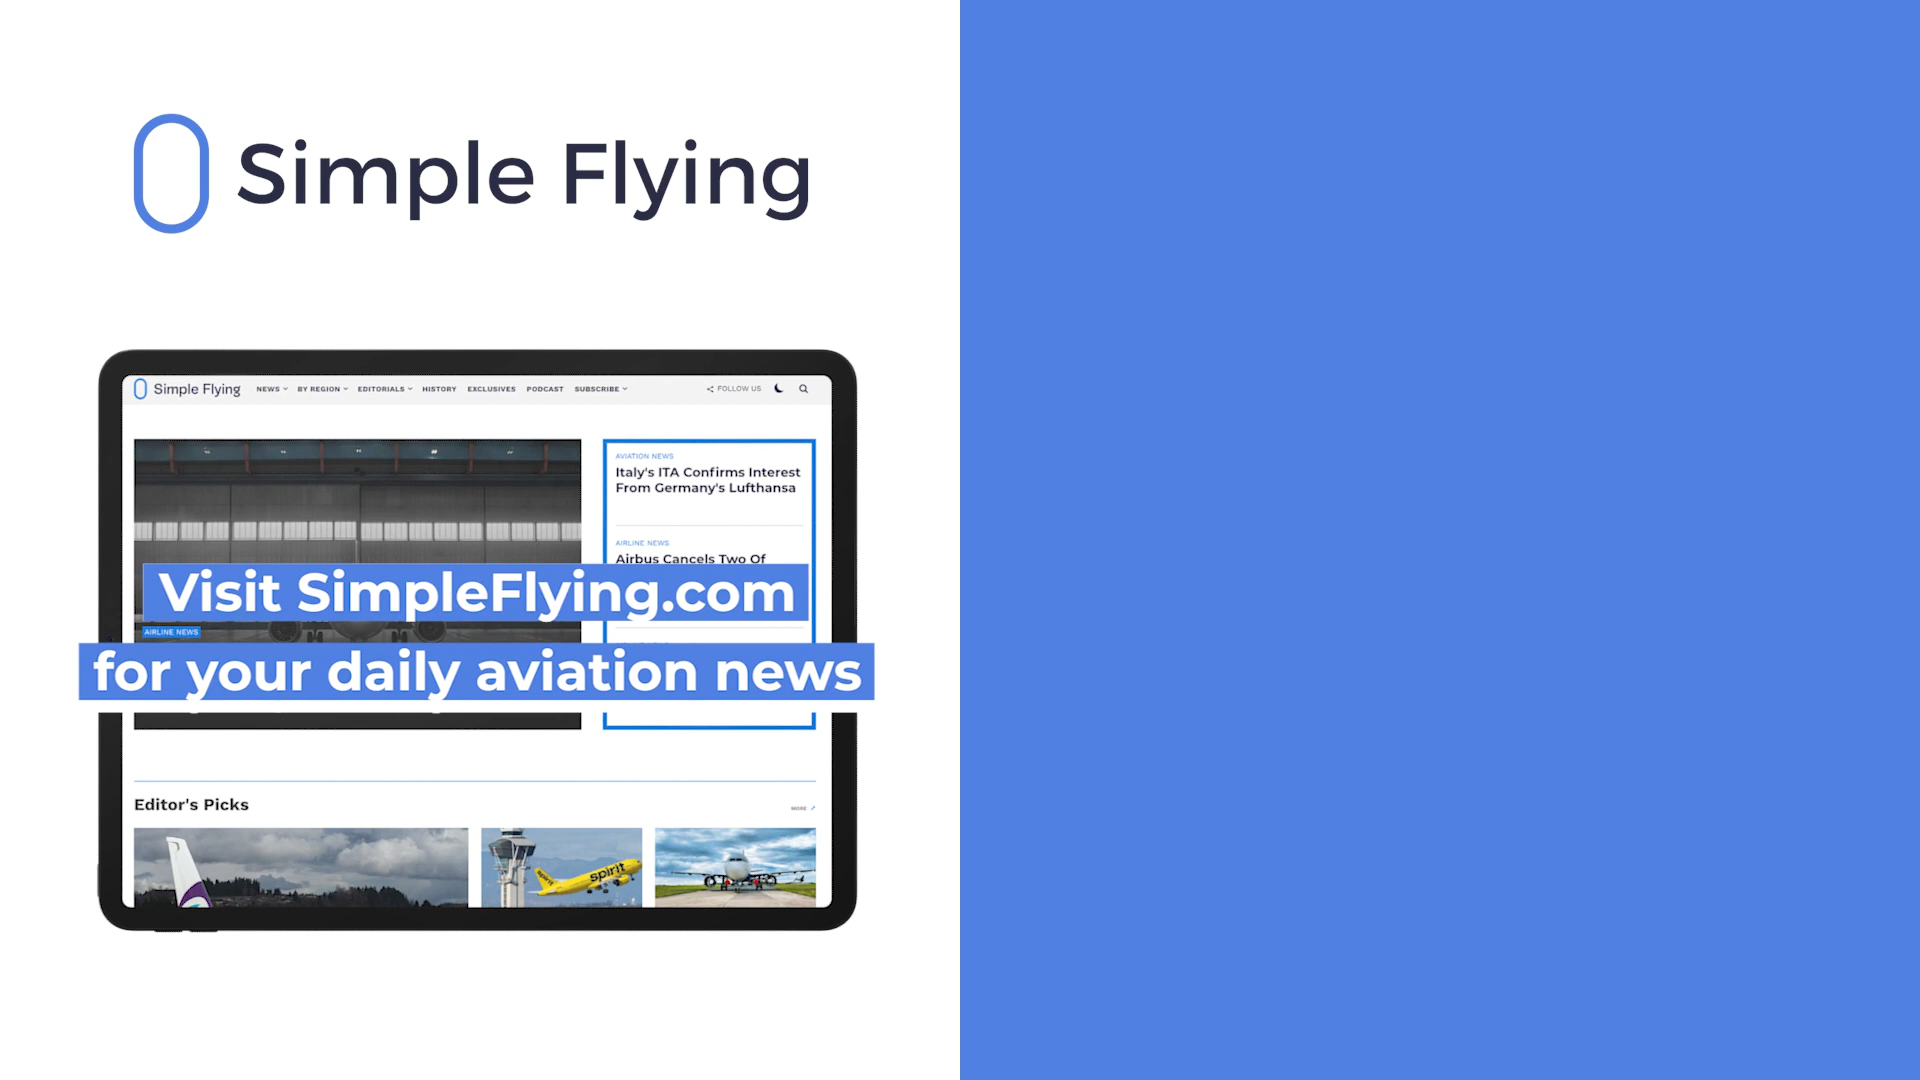 Simple Flying
Simple Flying
NEWS
BY REGION
EDITORIALS
HISTORY
EXCLUSIVES
PODCAST
SUBSCRIBE
FOLLOW US
AVIATION NEWS
Italy's ITA Confirms Interest
From Germany's Lufthansa
AIRLINE NEWS
Airbus Cancels Two Of
Visit SimpleFlying.com
AIRLINE NEWS
for your daily aviation news
Editor's Picks
MORE
spirit
spirit